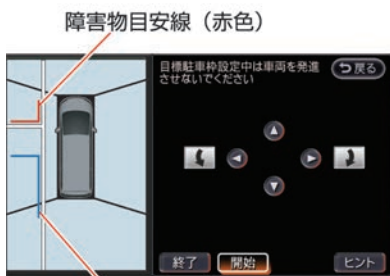 障害物目安線（赤色）
目標駐車枠設定中は車両を発進
させないでください
戻る
終了
開始
ヒント